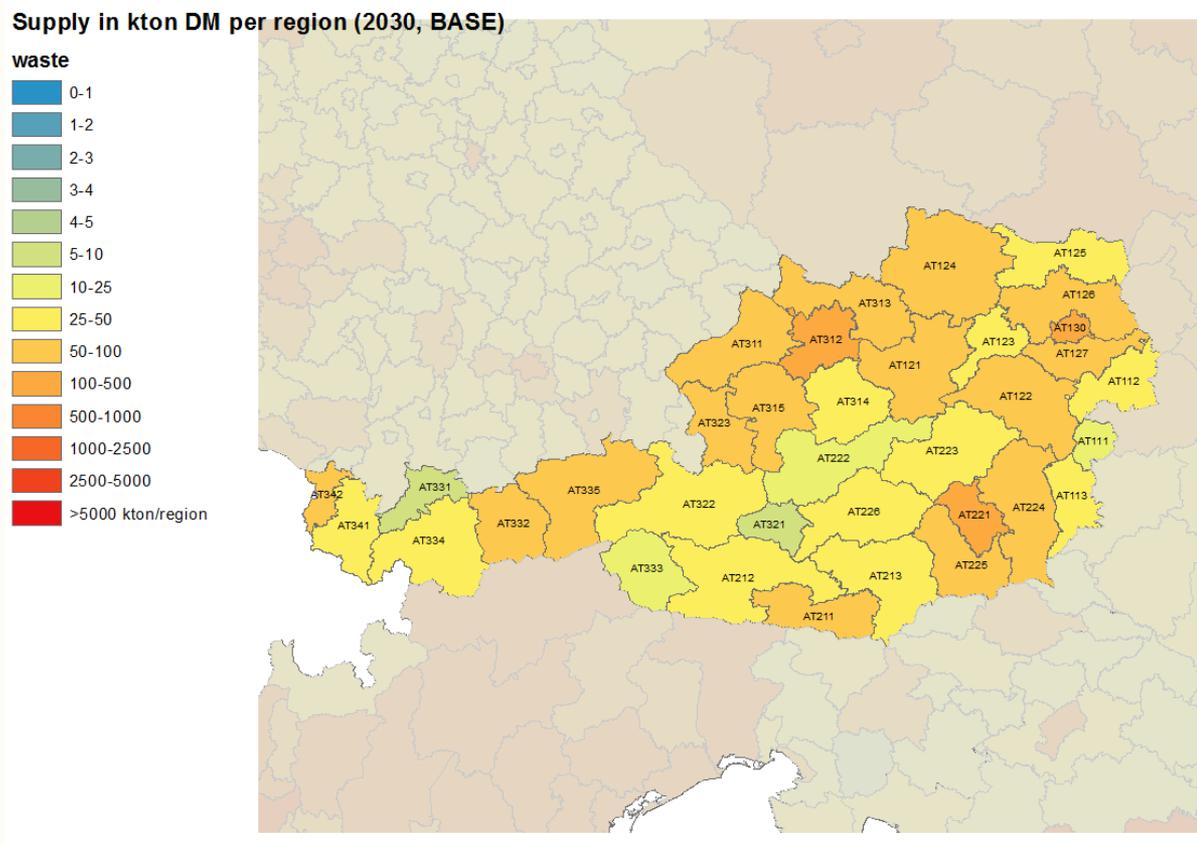 Supply in kton DM per region (2030, BASE)
waste
0-1
1-2
2-3
3-4
4-5
5-10
10-25
25-50
50-100
100-500
500-1000
1000-2500
2500-5000
>5000 kton/region
AT124
AT125
AT126
AT313
AT130
AT312
AT123
AT311
AT127
AT121
AT112
AT122
AT314
AT315
AT323
AT111
AT223
AT222
AT331
AT335
AT342
AT113
AT322
AT224
AT226
AT221
AT332
AT341
AT321
AT334
AT225
AT333
AT212
AT213
AT211